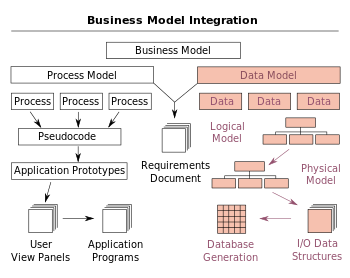 Business Model Integration
Business Model
Process Model
Data Model
Process
Process
Process
Data
Data
Data
Pseudocode
Logical
Model
Application Prototypes
Requirements
Document
Physical
Model
User
View Panels
Application
Programs
Database
Generation
I/O Data
Structures